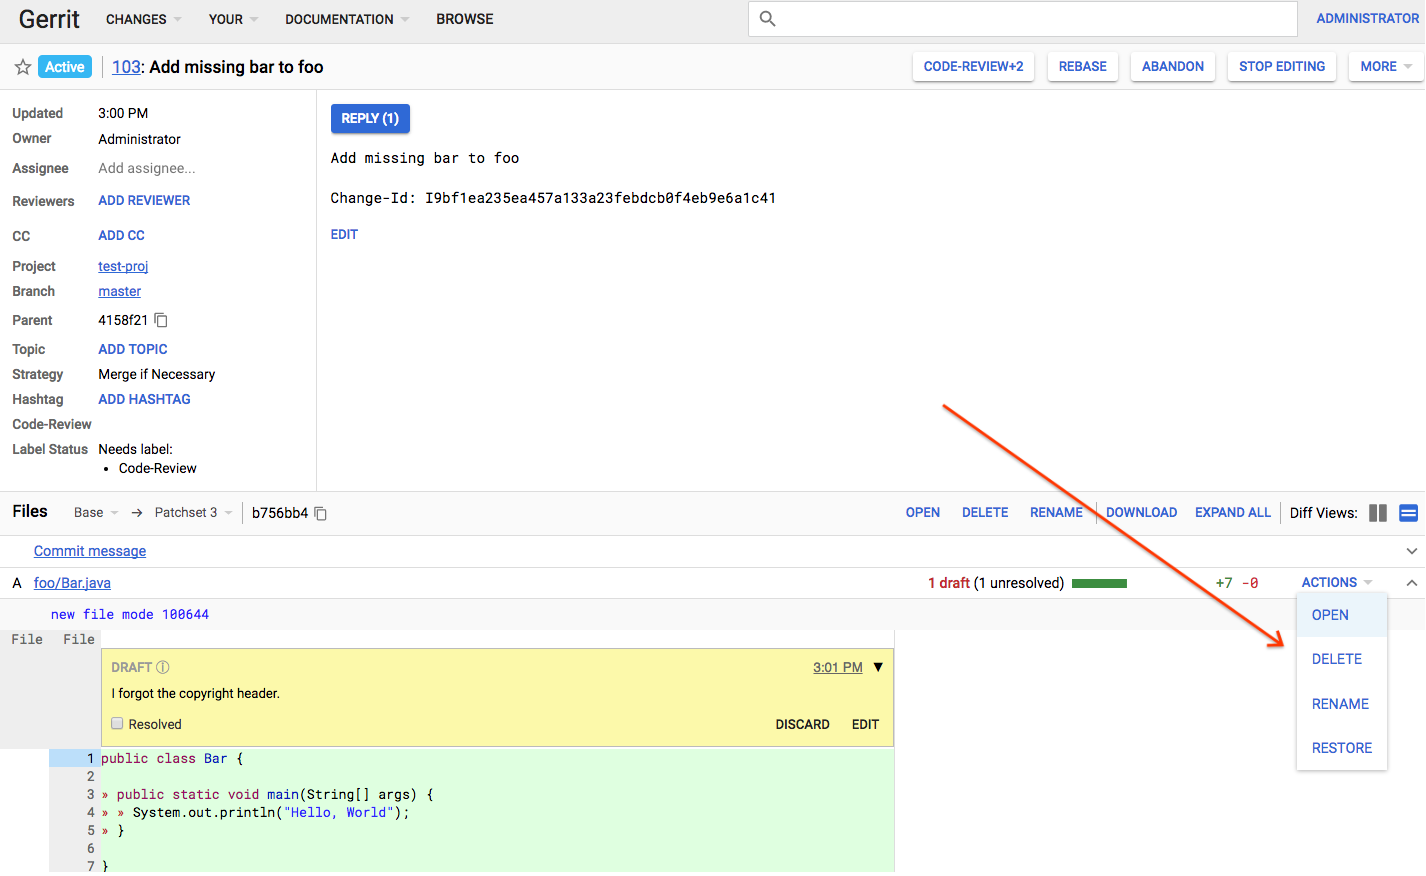 Gerrit CHANGES YOUR DOCUMENTATION BROWSE ADMINISTRATOR
Active 103: Add missing bar to foo CODE-REVIEW+2 REBASE ABANDON STOP EDITING MORE
Updated 3:00 PM
Owner Administrator
Assignee Add assignee...
Reviewers ADD REVIEWER
CC ADD CC
Project test-proj
Branch master
Parent 4158f21
Topic ADD TOPIC
Strategy Merge if Necessary
Hashtag ADD HASHTAG
Code-Review
Label Status Needs label:
• Code-Review
REPLY (1)
Add missing bar to foo
Change-Id: I9bf1ea235ea457a133a23febdcb0f4eb9e6a1c41
EDIT
Files Base → Patchset 3 b756bb4 OPEN DELETE RENAME DOWNLOAD EXPAND ALL Diff Views:
Commit message
A foo/Bar.java 1 draft (1 unresolved) +7 -0 ACTIONS
OPEN
DELETE
RENAME
RESTORE
new file mode 100644
File File
DRAFT 3:01 PM
I forgot the copyright header.
Resolved DISCARD EDIT
1 public class Bar {
2
3 » public static void main(String[] args) {
4 » » System.out.println("Hello, World");
5 » }
6
7 }